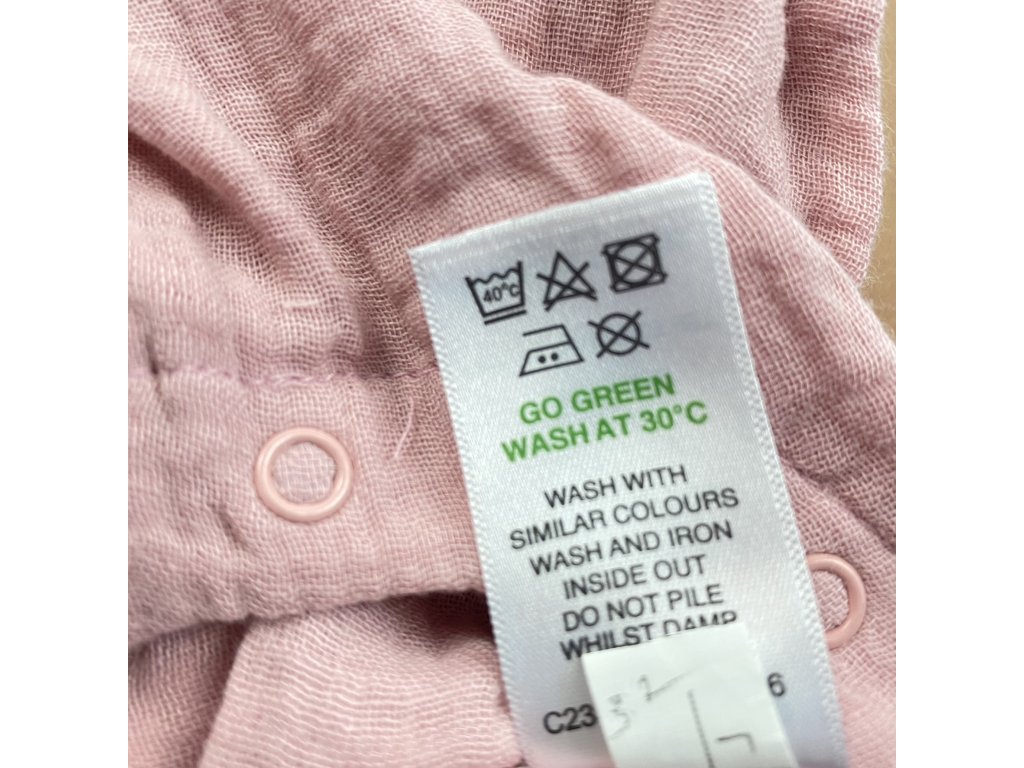 40°C
GO GREEN
WASH AT 30°C
WASH WITH
SIMILAR COLOURS
WASH AND IRON
INSIDE OUT
DO NOT PILE
WHILST DAMP
C23 6
32